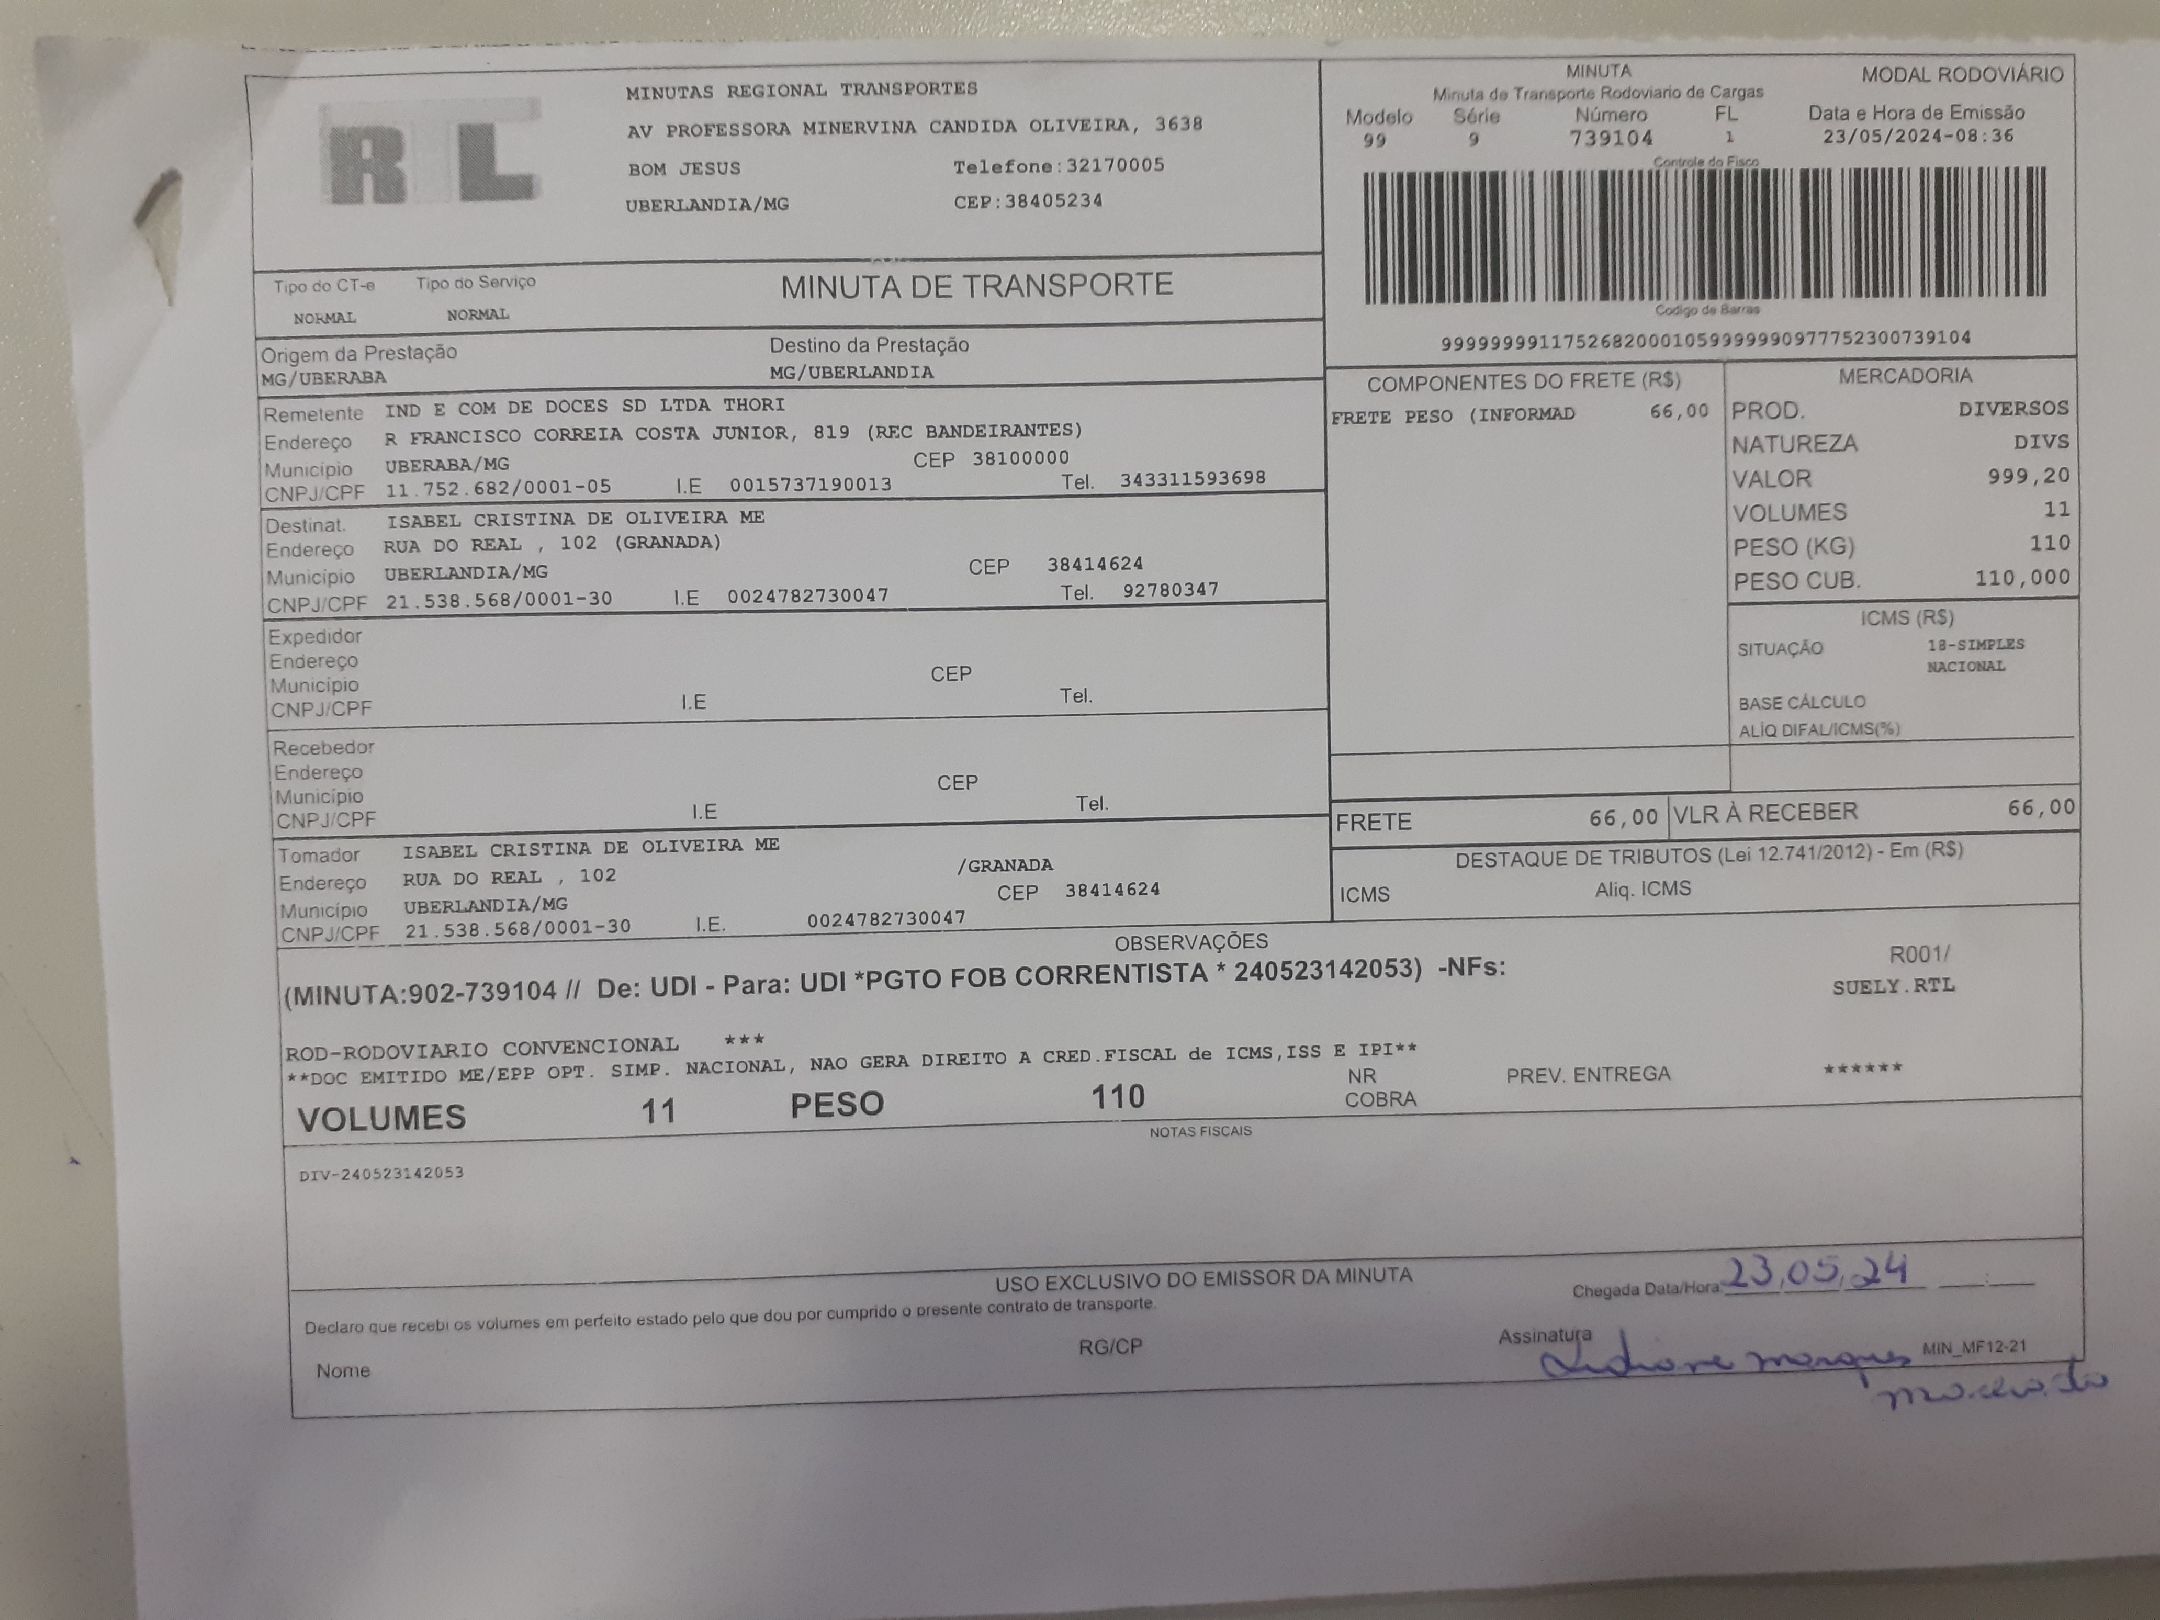 RTL
MINUTAS REGIONAL TRANSPORTES
AV PROFESSORA MINERVINA CANDIDA OLIVEIRA, 3638
BOM JESUS Telefone:32170005
UBERLANDIA/MG CEP:38405234
MINUTA MODAL RODOVIÁRIO
Minuta de Transporte Rodoviario de Cargas
Modelo Série Número FL Data e Hora de Emissão
99 9 739104 1 23/05/2024-08:36
Controle do Fisco
Codigo de Barras
999999991175268200010599999990977752300739104
Tipo do CT-e Tipo do Serviço MINUTA DE TRANSPORTE
NORMAL NORMAL
Origem da Prestação Destino da Prestação
MG/UBERABA MG/UBERLANDIA
Remetente IND E COM DE DOCES SD LTDA THORI
Endereço R FRANCISCO CORREIA COSTA JUNIOR, 819 (REC BANDEIRANTES)
Município UBERABA/MG CEP 38100000
CNPJ/CPF 11.752.682/0001-05 I.E 0015737190013 Tel. 343311593698
Destinat. ISABEL CRISTINA DE OLIVEIRA ME
Endereço RUA DO REAL , 102 (GRANADA)
Município UBERLANDIA/MG CEP 38414624
CNPJ/CPF 21.538.568/0001-30 I.E 0024782730047 Tel. 92780347
Expedidor
Endereço
Município CEP
CNPJ/CPF I.E Tel.
Recebedor
Endereço
Município CEP
CNPJ/CPF I.E Tel.
Tomador ISABEL CRISTINA DE OLIVEIRA ME
Endereço RUA DO REAL , 102 /GRANADA
Município UBERLANDIA/MG CEP 38414624
CNPJ/CPF 21.538.568/0001-30 I.E. 0024782730047
COMPONENTES DO FRETE (R$)
FRETE PESO (INFORMAD 66,00
MERCADORIA
PROD. DIVERSOS
NATUREZA DIVS
VALOR 999,20
VOLUMES 11
PESO (KG) 110
PESO CUB. 110,000
ICMS (R$)
SITUAÇÃO 18-SIMPLES
NACIONAL
BASE CÁLCULO
ALÍQ DIFAL/ICMS(%)
FRETE 66,00 VLR À RECEBER 66,00
DESTAQUE DE TRIBUTOS (Lei 12.741/2012) - Em (R$)
ICMS Aliq. ICMS
OBSERVAÇÕES
(MINUTA:902-739104 // De: UDI - Para: UDI *PGTO FOB CORRENTISTA * 240523142053) -NFs:
R001/
SUELY.RTL
ROD-RODOVIARIO CONVENCIONAL ***
**DOC EMITIDO ME/EPP OPT. SIMP. NACIONAL, NAO GERA DIREITO A CRED.FISCAL de ICMS,ISS E IPI**
VOLUMES 11 PESO 110 NR COBRA PREV. ENTREGA ******
NOTAS FISCAIS
DIV-240523142053
USO EXCLUSIVO DO EMISSOR DA MINUTA
Chegada Data/Hora: 23,05,24 :
Declaro que recebi os volumes em perfeito estado pelo que dou por cumprido o presente contrato de transporte.
Nome RG/CP Assinatura MIN_MF12-21
marques